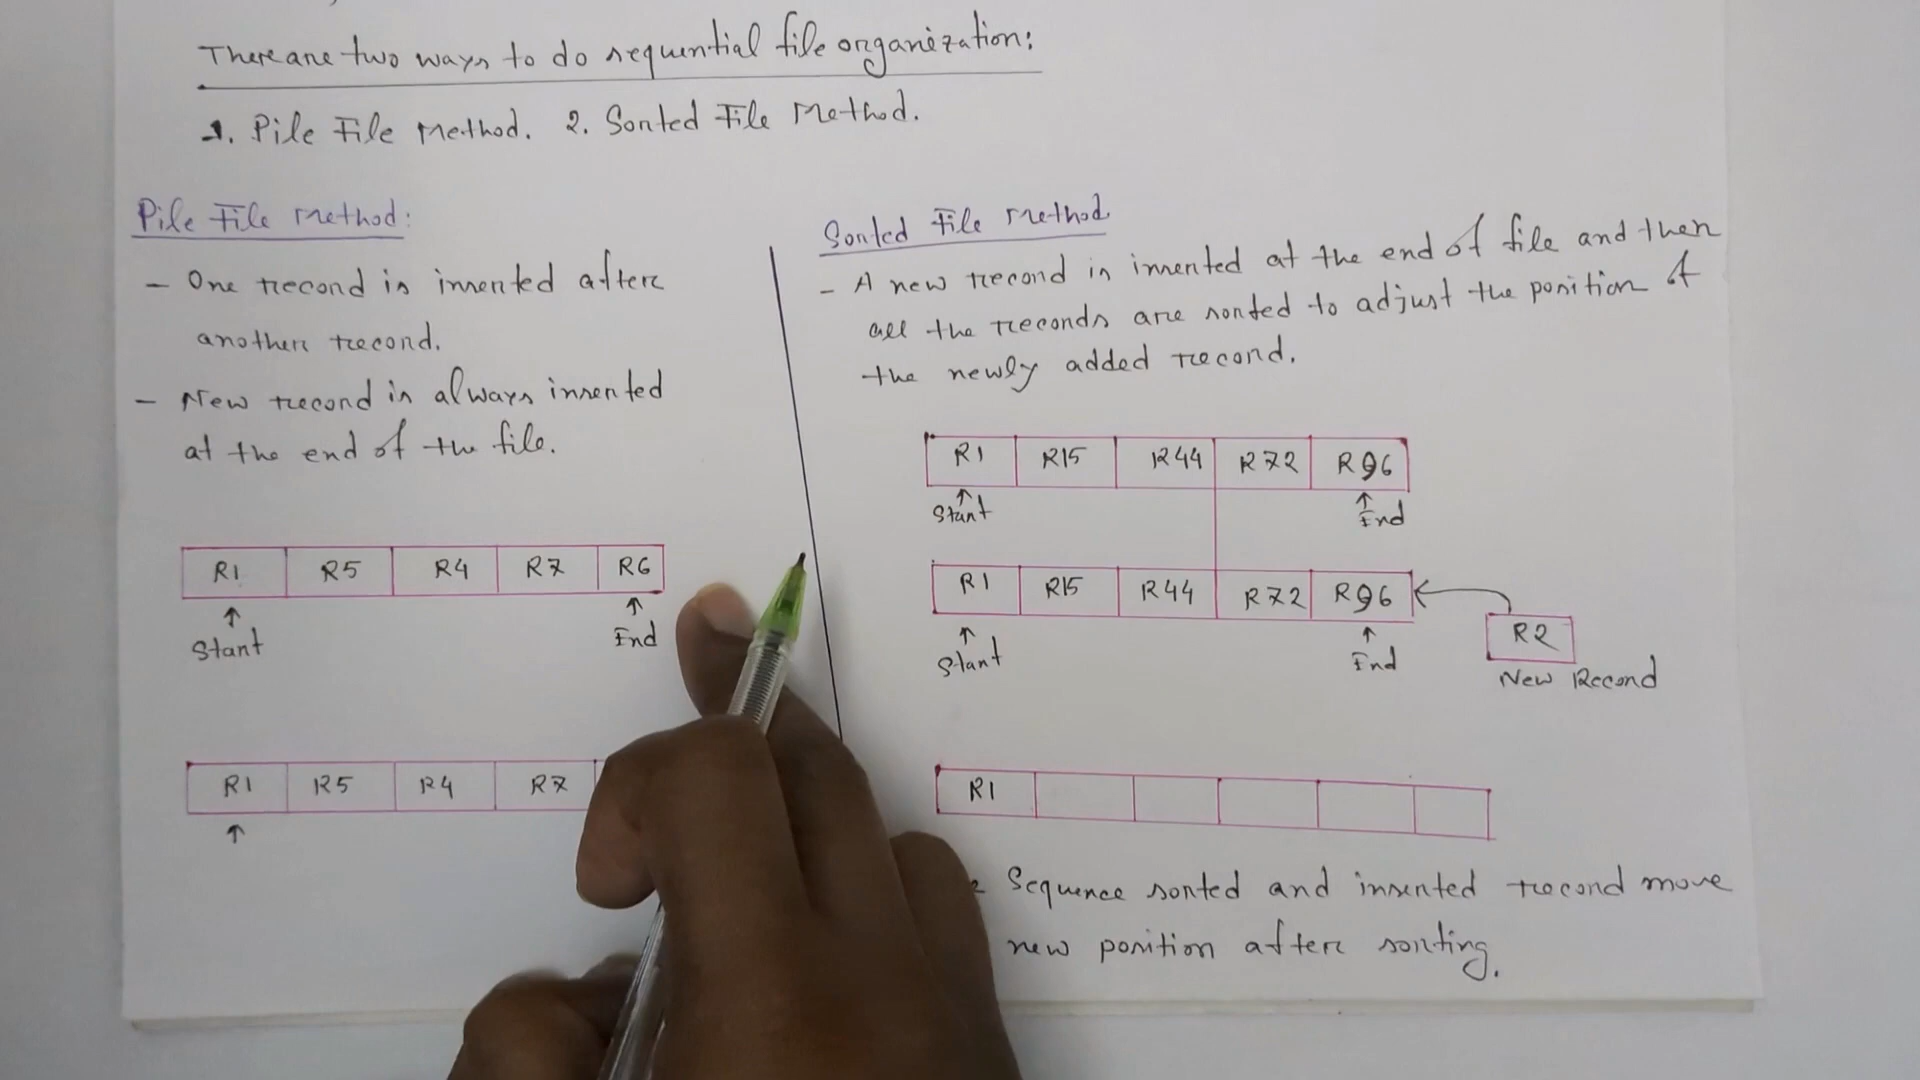 There are two ways to do sequential file organization:
1. Pile File Method. 2. Sorted File Method.
Pile File Method:
- One record is inserted after
another record.
- New record is always inserted
at the end of the file.
R1 R5 R4 R7 R6
Start End
R1 R5 R4 R7
Sorted File Method
- A new record is inserted at the end of file and then
all the records are sorted to adjust the position of
the newly added record.
R1 R15 R44 R72 R96
Start End
R1 R15 R44 R72 R96
Start End
R2
New Record
R1
Sequence sorted and inserted record move
new position after sorting.